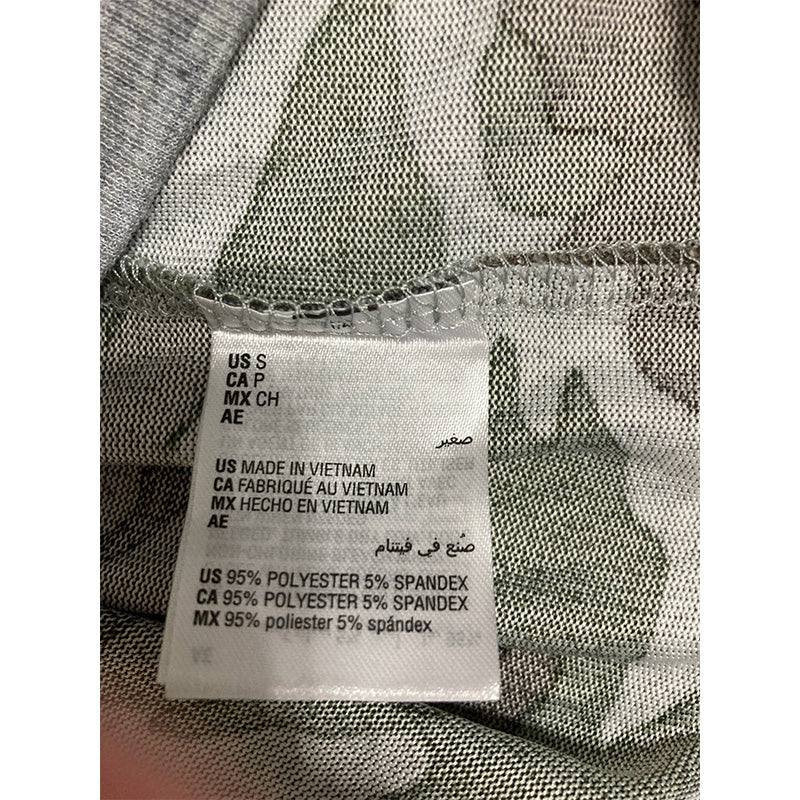 US S
CA P
MX CH
AE
صغير
US MADE IN VIETNAM
CA FABRIQUÉ AU VIETNAM
MX HECHO EN VIETNAM
AE
صُنع في فيتنام
US 95% POLYESTER 5% SPANDEX
CA 95% POLYESTER 5% SPANDEX
MX 95% poliester 5% spándex